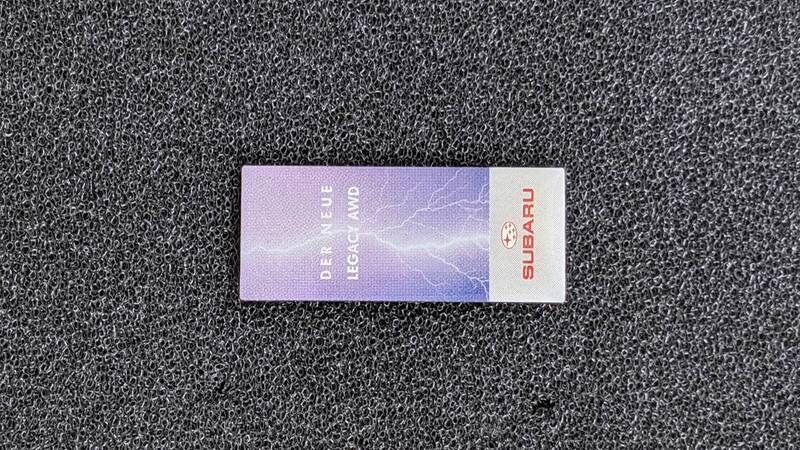 DER NEUE
LEGACY AWD
SUBARU